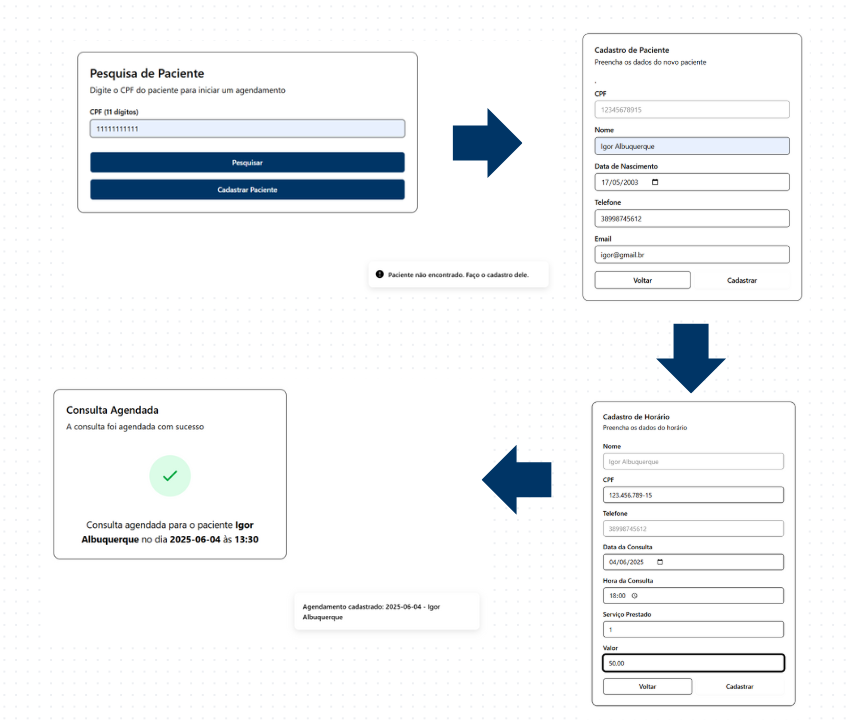 Pesquisa de Paciente
Digite o CPF do paciente para iniciar um agendamento
CPF (11 dígitos)
11111111111
Pesquisar
Cadastrar Paciente
Paciente não encontrado. Faço o cadastro dele.
Cadastro de Paciente
Preencha os dados do novo paciente
.
CPF
12345678915
Nome
Igor Albuquerque
Data de Nascimento
17/05/2003
Telefone
38998745612
Email
igor@gmail.br
Voltar
Cadastrar
Cadastro de Horário
Preencha os dados do horário
Nome
Igor Albuquerque
CPF
123.456.789-15
Telefone
38998745612
Data da Consulta
04/06/2025
Hora da Consulta
18:00
Serviço Prestado
1
Valor
50.00
Voltar
Cadastrar
Consulta Agendada
A consulta foi agendada com sucesso
Consulta agendada para o paciente Igor
Albuquerque no dia 2025-06-04 às 13:30
Agendamento cadastrado: 2025-06-04 - Igor
Albuquerque